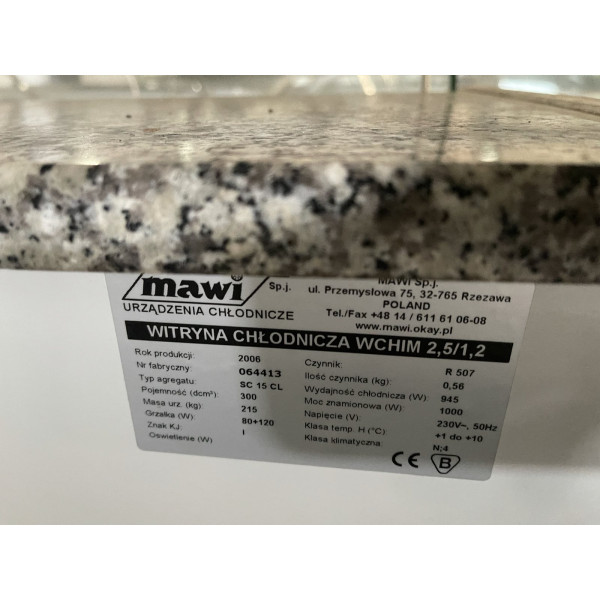 mawi® Sp.j.
URZĄDZENIA CHŁODNICZE
MAWI Sp.j.
ul. Przemysłowa 75, 32-765 Rzezawa
POLAND
Tel./Fax +48 14 / 611 61 06-08
www.mawi.okay.pl
WITRYNA CHŁODNICZA WCHIM 2,5/1,2
Rok produkcji: 2006
Nr fabryczny: 064413
Typ agregatu: SC 15 CL
Pojemność (dcm³): 300
Masa urz. (kg): 215
Grzałka (W): 80+120
Znak KJ: I
Oswietlenie (W)
Czynnik: R 507
Ilość czynnika (kg): 0,56
Wydajność chłodnicza (W): 945
Moc znamionowa (W): 1000
Napięcie (V): 230V~, 50Hz
Klasa temp. H (°C): +1 do +10
Klasa klimatyczna: N;4
CE B